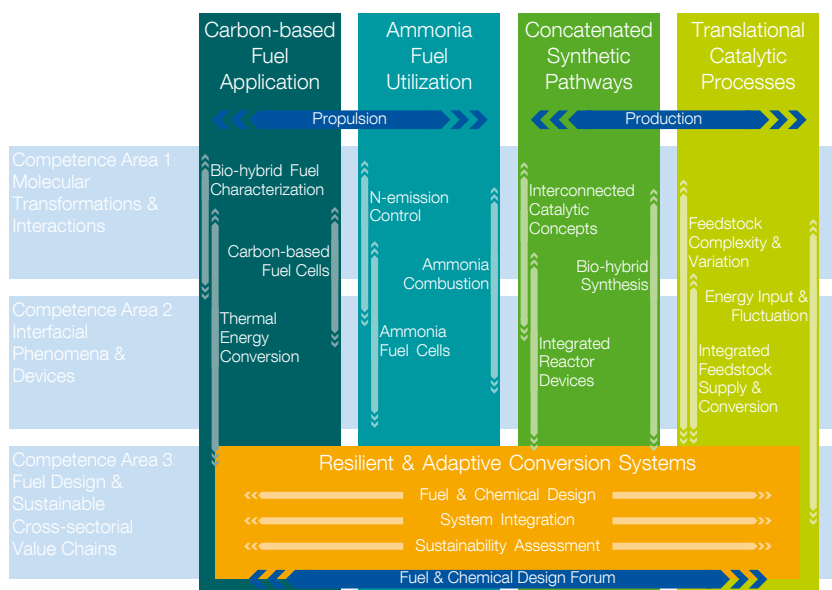 Carbon-based
Fuel
Application
Ammonia
Fuel
Utilization
Concatenated
Synthetic
Pathways
Translational
Catalytic
Processes
Propulsion
Production
Competence Area 1
Molecular
Transformations &
Interactions
Bio-hybrid Fuel
Characterization
Carbon-based
Fuel Cells
N-emission
Control
Ammonia
Combustion
Interconnected
Catalytic
Concepts
Bio-hybrid
Synthesis
Feedstock
Complexity &
Variation
Energy Input &
Fluctuation
Competence Area 2
Interfacial
Phenomena &
Devices
Thermal
Energy
Conversion
Ammonia
Fuel Cells
Integrated
Reactor
Devices
Integrated
Feedstock
Supply &
Conversion
Competence Area 3
Fuel Design &
Sustainable
Cross-sectorial
Value Chains
Resilient & Adaptive Conversion Systems
Fuel & Chemical Design
System Integration
Sustainability Assessment
Fuel & Chemical Design Forum